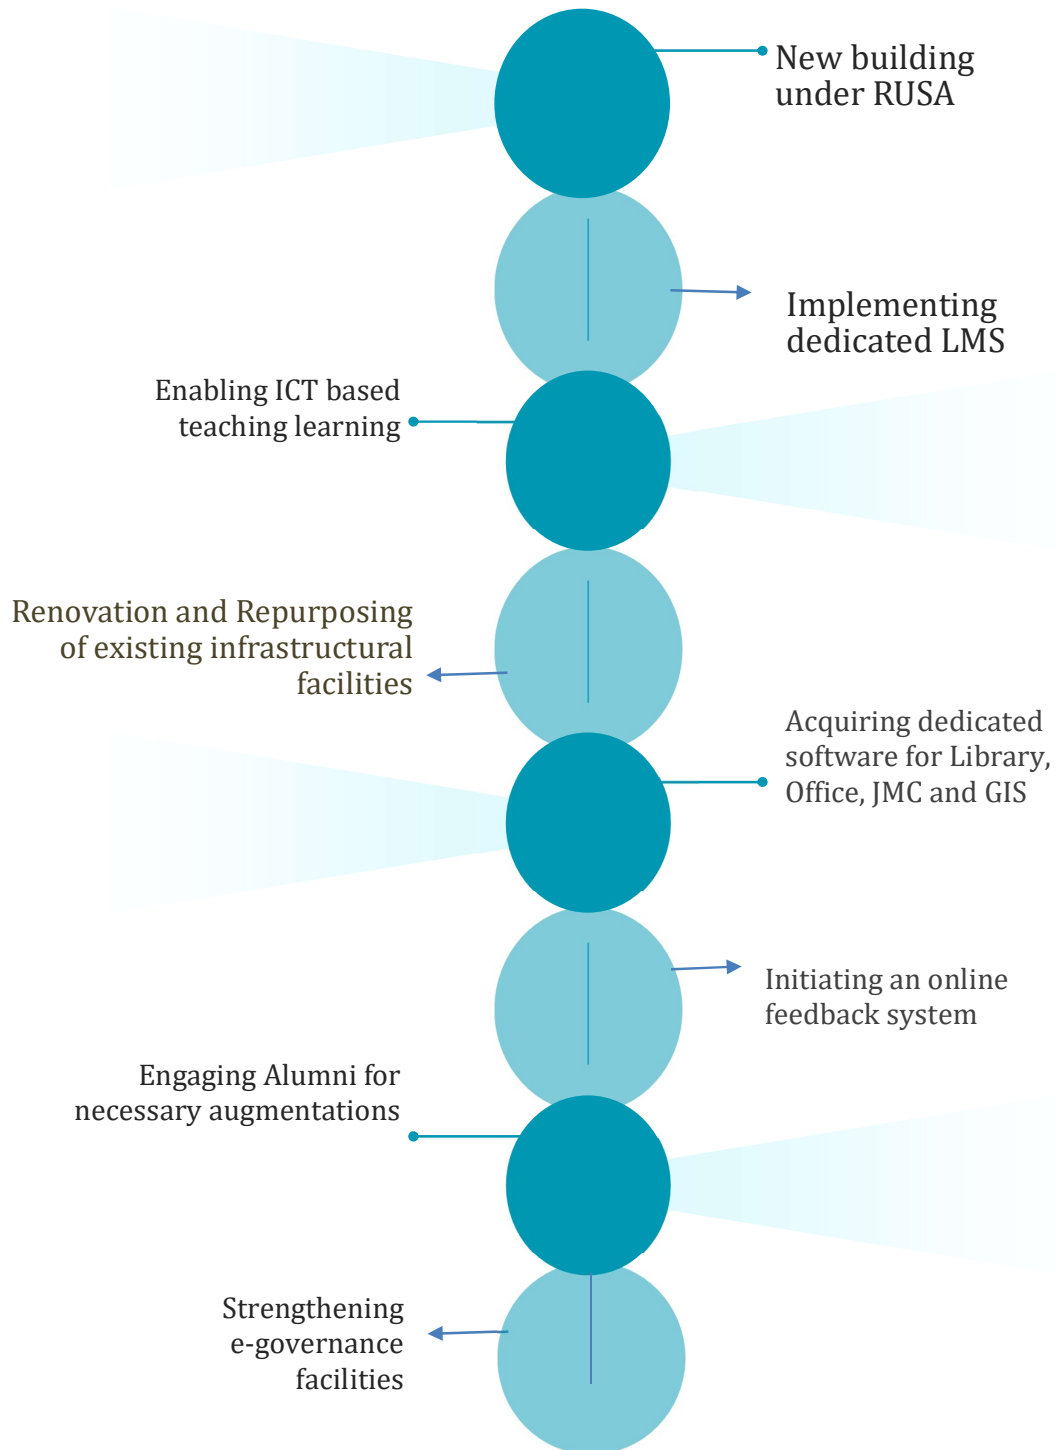 New building
under RUSA
Implementing
dedicated LMS
Enabling ICT based
teaching learning
Renovation and Repurposing
of existing infrastructural
facilities
Acquiring dedicated
software for Library,
Office, JMC and GIS
Initiating an online
feedback system
Engaging Alumni for
necessary augmentations
Strengthening
e-governance
facilities